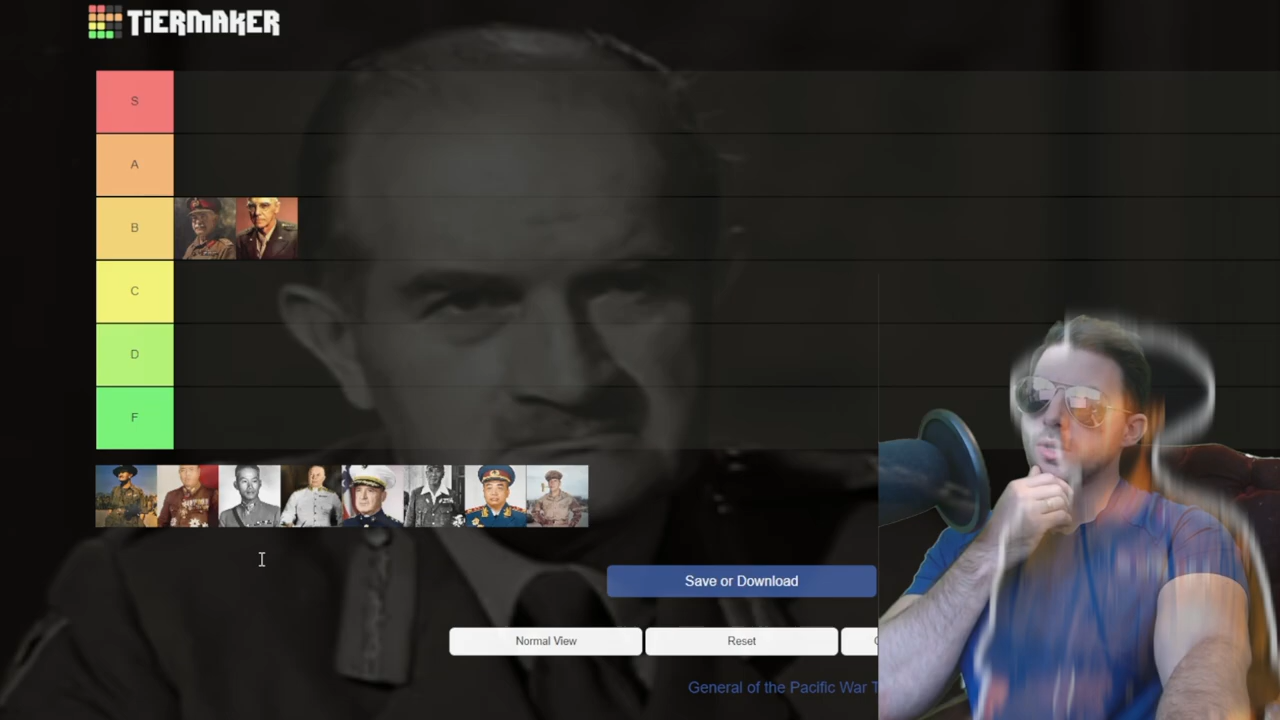 TiERMAKER
S
A
B
C
D
F
Save or Download
Normal View
Reset
General of the Pacific War